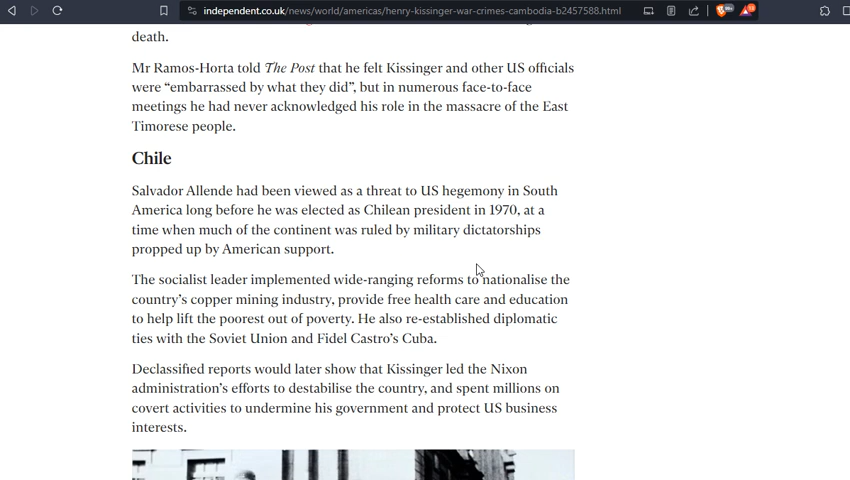 independent.co.uk/news/world/americas/henry-kissinger-war-crimes-cambodia-b2457588.html
death.
Mr Ramos-Horta told The Post that he felt Kissinger and other US officials
were “embarrassed by what they did”, but in numerous face-to-face
meetings he had never acknowledged his role in the massacre of the East
Timorese people.
Chile
Salvador Allende had been viewed as a threat to US hegemony in South
America long before he was elected as Chilean president in 1970, at a
time when much of the continent was ruled by military dictatorships
propped up by American support.
The socialist leader implemented wide-ranging reforms to nationalise the
country’s copper mining industry, provide free health care and education
to help lift the poorest out of poverty. He also re-established diplomatic
ties with the Soviet Union and Fidel Castro’s Cuba.
Declassified reports would later show that Kissinger led the Nixon
administration’s efforts to destabilise the country, and spent millions on
covert activities to undermine his government and protect US business
interests.